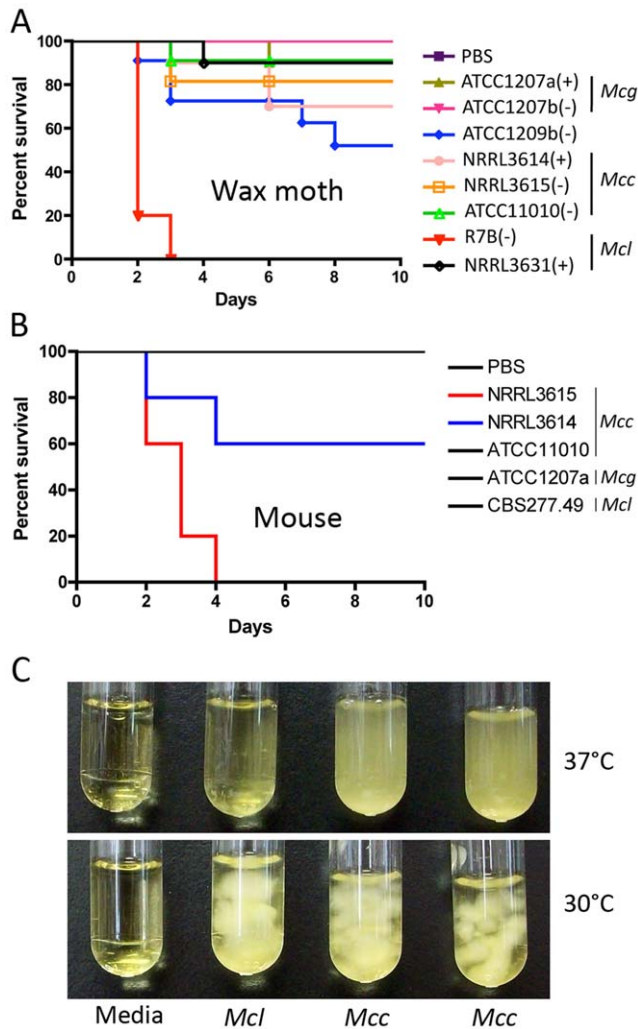 A
Percent survival
100
80
60
40
20
0
0 2 4 6 8 10
Days
Wax moth
PBS
ATCC1207a(+)
ATCC1207b(-)
Mcg
ATCC1209b(-)
NRRL3614(+)
NRRL3615(-)
Mcc
ATCC11010(-)
R7B(-)
NRRL3631(+)
Mcl
B
Percent survival
100
80
60
40
20
0
0 2 4 6 8 10
Days
Mouse
PBS
NRRL3615
NRRL3614
Mcc
ATCC11010
ATCC1207a Mcg
CBS277.49 Mcl
C
37°C
30°C
Media Mcl Mcc Mcc